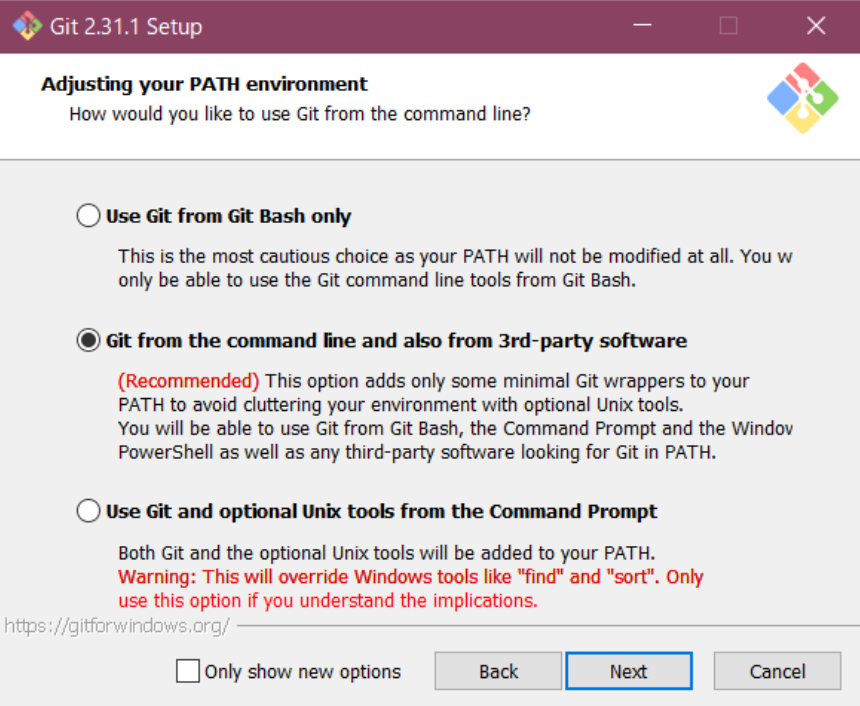 Git 2.31.1 Setup
Adjusting your PATH environment
How would you like to use Git from the command line?
Use Git from Git Bash only
This is the most cautious choice as your PATH will not be modified at all. You w
only be able to use the Git command line tools from Git Bash.
Git from the command line and also from 3rd-party software
(Recommended) This option adds only some minimal Git wrappers to your
PATH to avoid cluttering your environment with optional Unix tools.
You will be able to use Git from Git Bash, the Command Prompt and the Window
PowerShell as well as any third-party software looking for Git in PATH.
Use Git and optional Unix tools from the Command Prompt
Both Git and the optional Unix tools will be added to your PATH.
Warning: This will override Windows tools like "find" and "sort". Only
use this option if you understand the implications.
https://gitforwindows.org/
Only show new options
Back
Next
Cancel